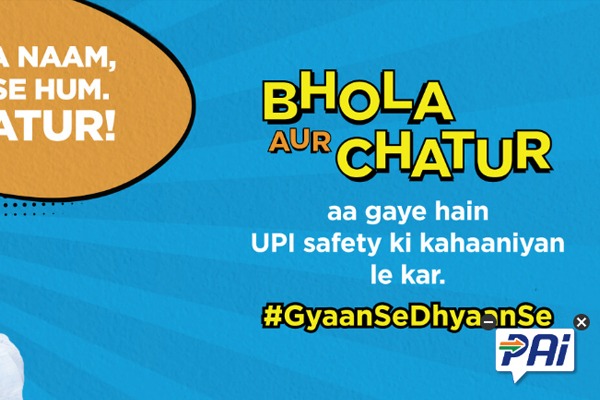 A NAAM,
SE HUM.
ATUR!
BHOLA
AUR CHATUR
aa gaye hain
UPI safety ki kahaaniyan
le kar.
#GyaanSeDhyaanSe
PAi